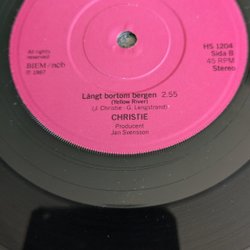 All rights
reserved
BIEM-ncb
℗ 1987
HS 1204
Sida B
45 RPM
Stereo
Långt bortom bergen 2.55
(Yellow River)
(J. Christie - G. Lengstrand)
CHRISTIE
Producent
Jan Svensson